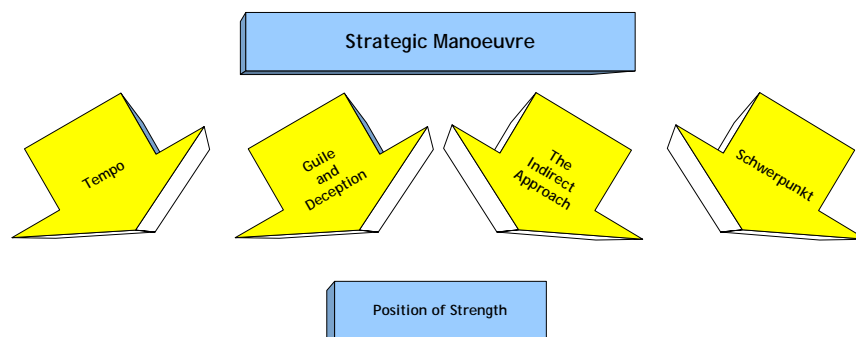 Strategic Manoeuvre
Tempo
Guile
and
Deception
The
Indirect
Approach
Schwerpunkt
Position of Strength